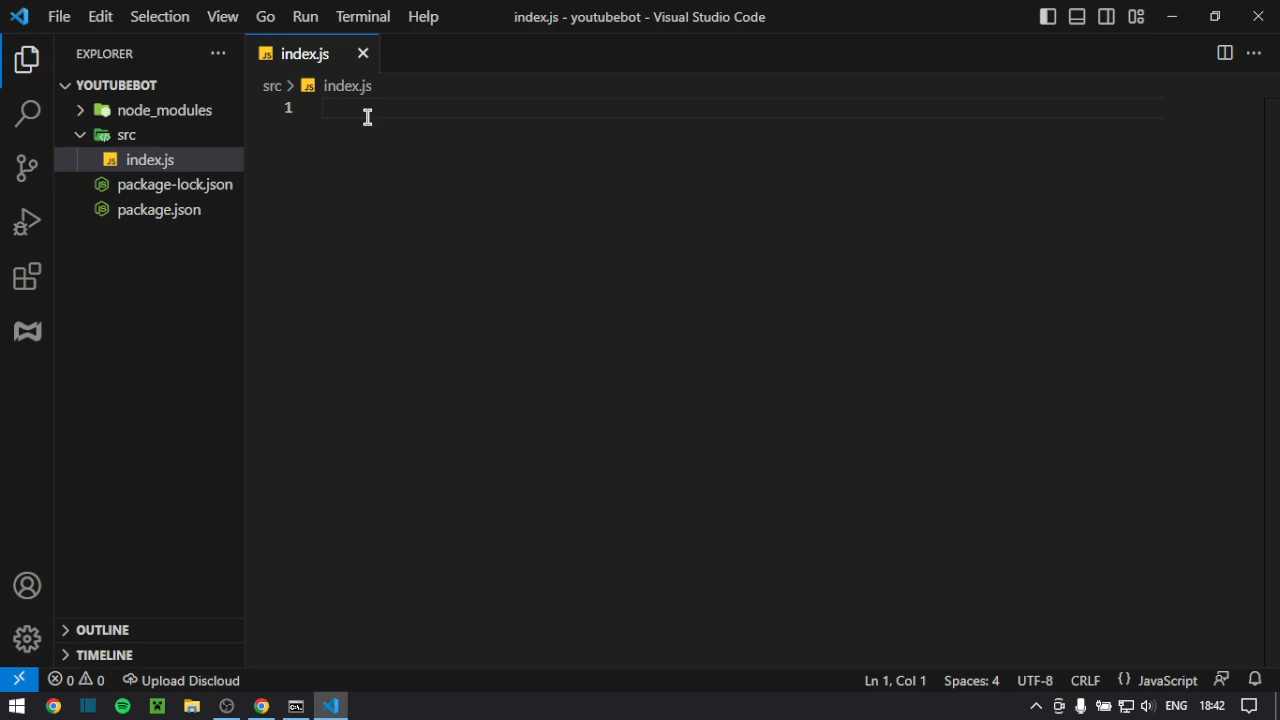 File Edit Selection View Go Run Terminal Help index.js - youtubebot - Visual Studio Code
EXPLORER
index.js
YOUTUBEBOT
src > index.js
node_modules
1
src
index.js
package-lock.json
package.json
OUTLINE
TIMELINE
0 0 Upload Discloud Ln 1, Col 1 Spaces: 4 UTF-8 CRLF {} JavaScript
ENG 18:42